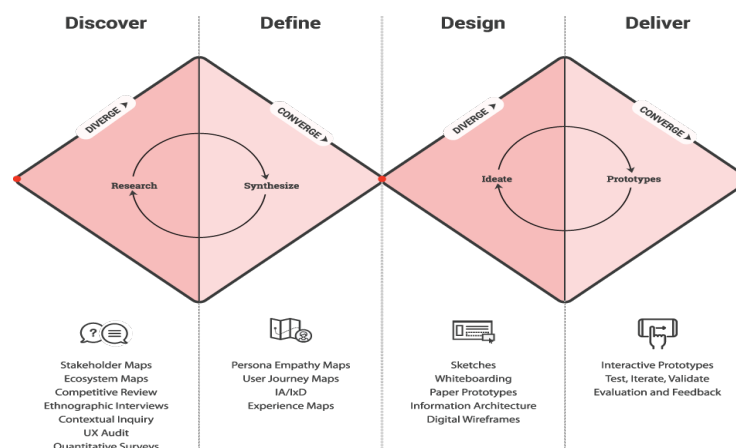 Discover
Define
Design
Deliver
DIVERGE
CONVERGE
DIVERGE
CONVERGE
Research
Synthesize
Ideate
Prototypes
?
Stakeholder Maps
Ecosystem Maps
Competitive Review
Ethnographic Interviews
Contextual Inquiry
UX Audit
Quantitative Surveys
Persona Empathy Maps
User Journey Maps
IA/IxD
Experience Maps
Sketches
Whiteboarding
Paper Prototypes
Information Architecture
Digital Wireframes
Interactive Prototypes
Test, Iterate, Validate
Evaluation and Feedback